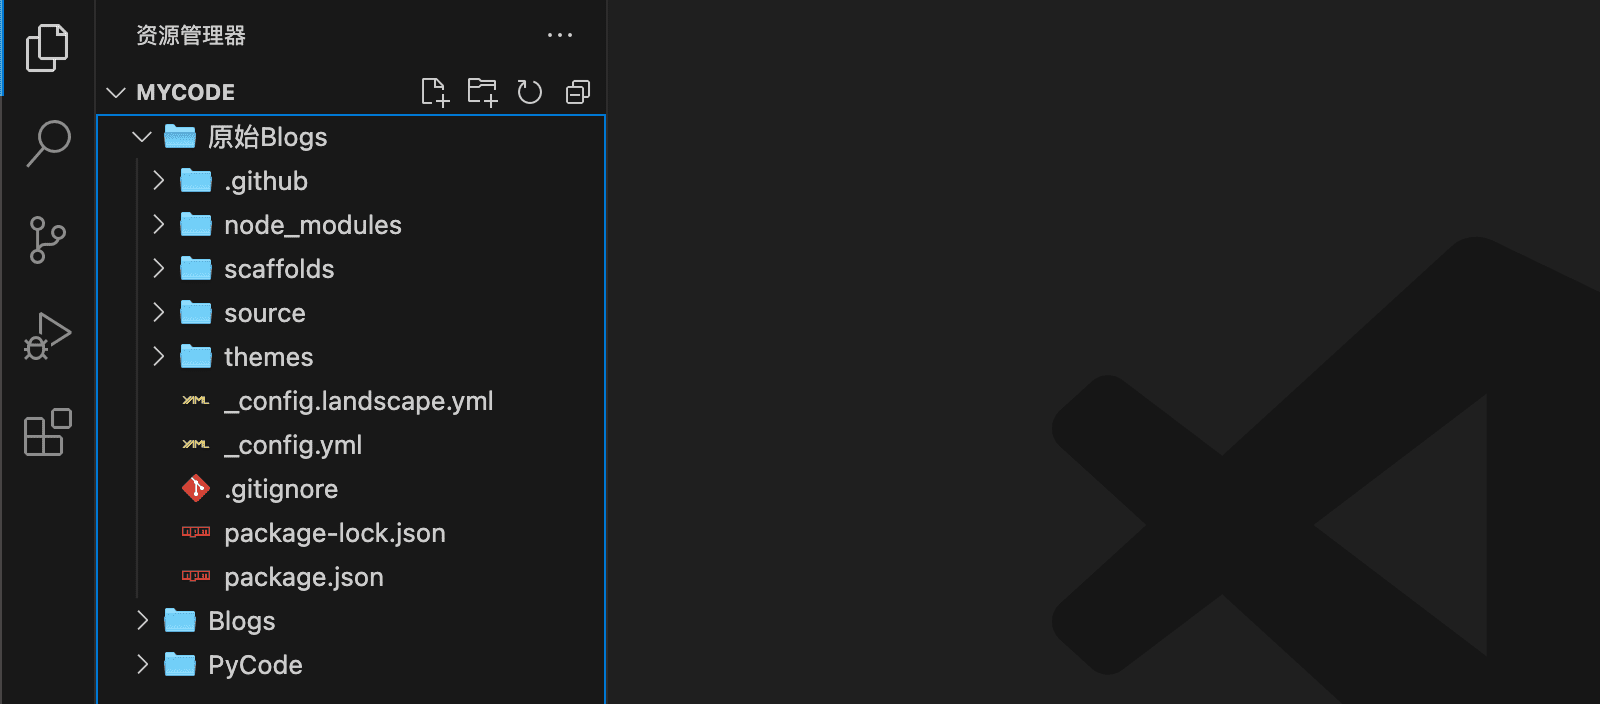 资源管理器
MYCODE
原始Blogs
.github
node_modules
scaffolds
source
themes
_config.landscape.yml
_config.yml
.gitignore
package-lock.json
package.json
Blogs
PyCode